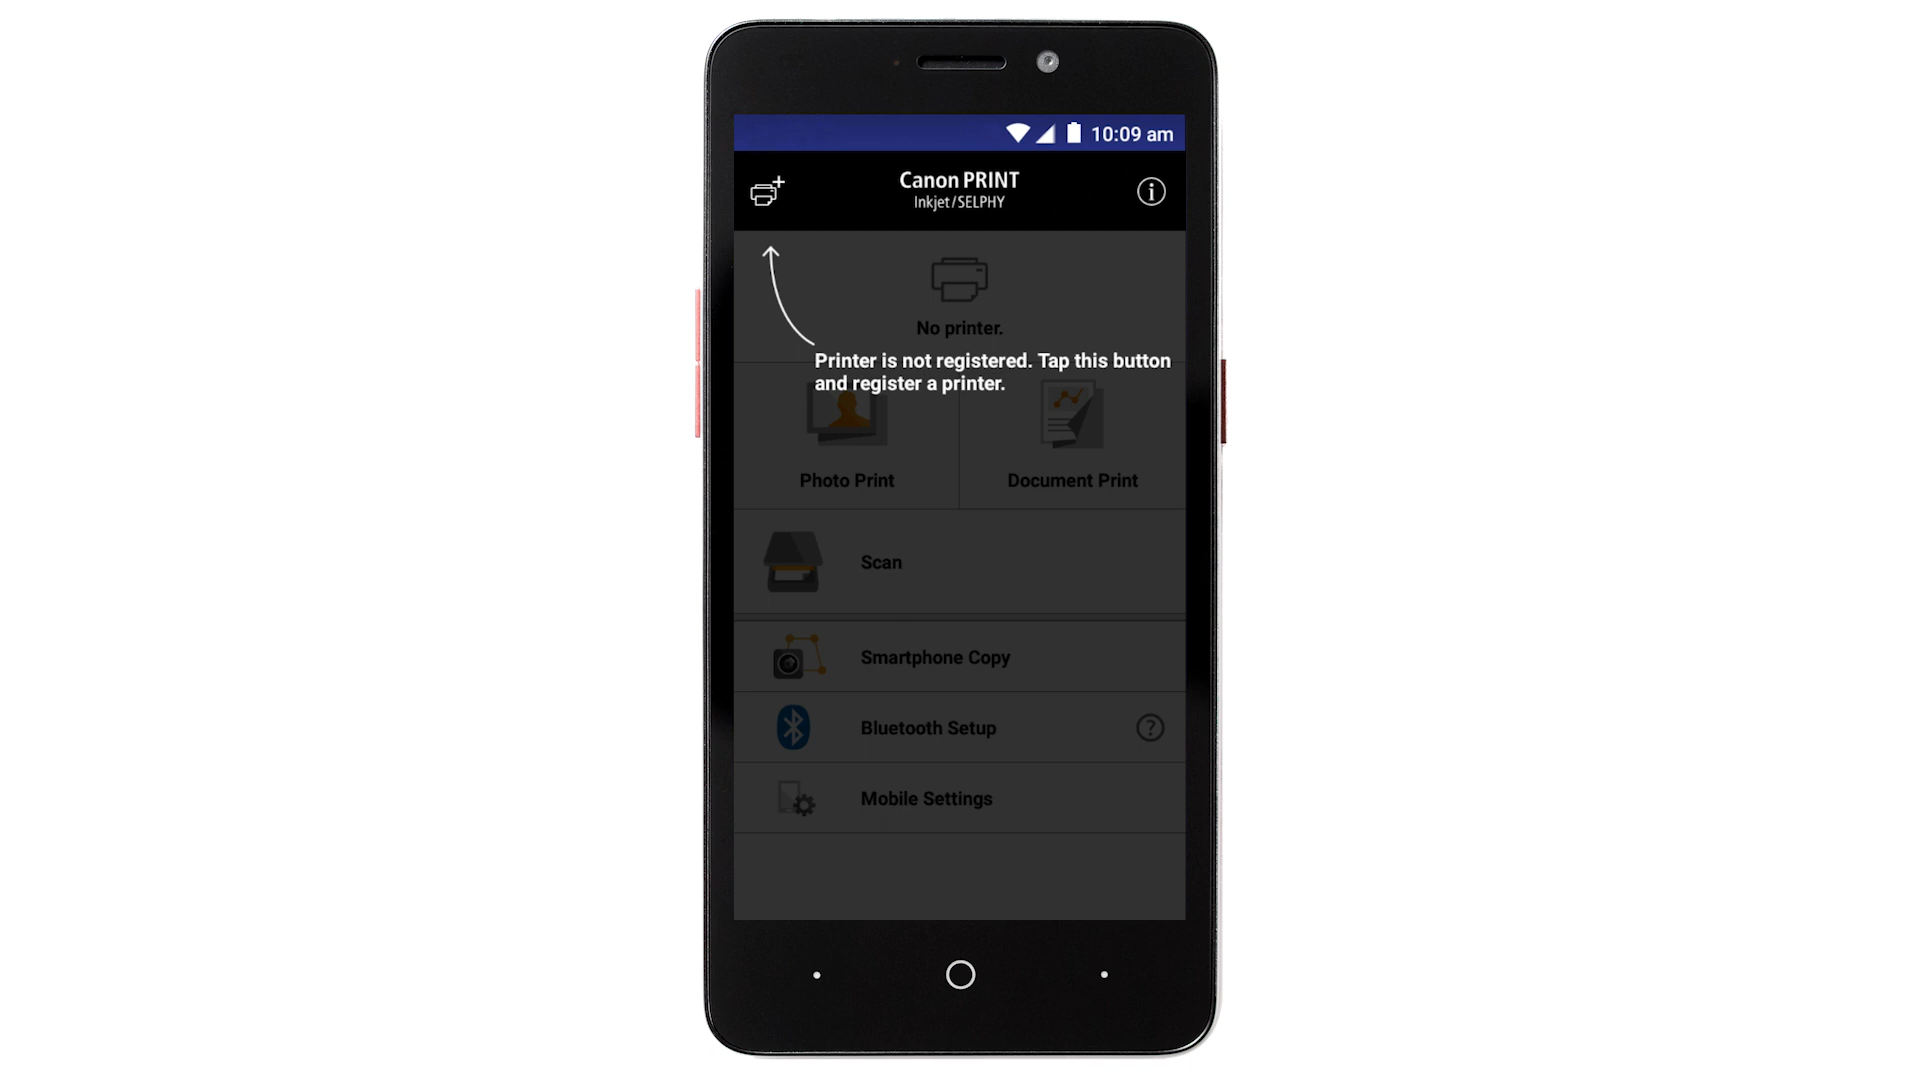 10:09 am
Canon PRINT
Inkjet/SELPHY
No printer.
Printer is not registered. Tap this button
and register a printer.
Photo Print
Document Print
Scan
Smartphone Copy
Bluetooth Setup
Mobile Settings